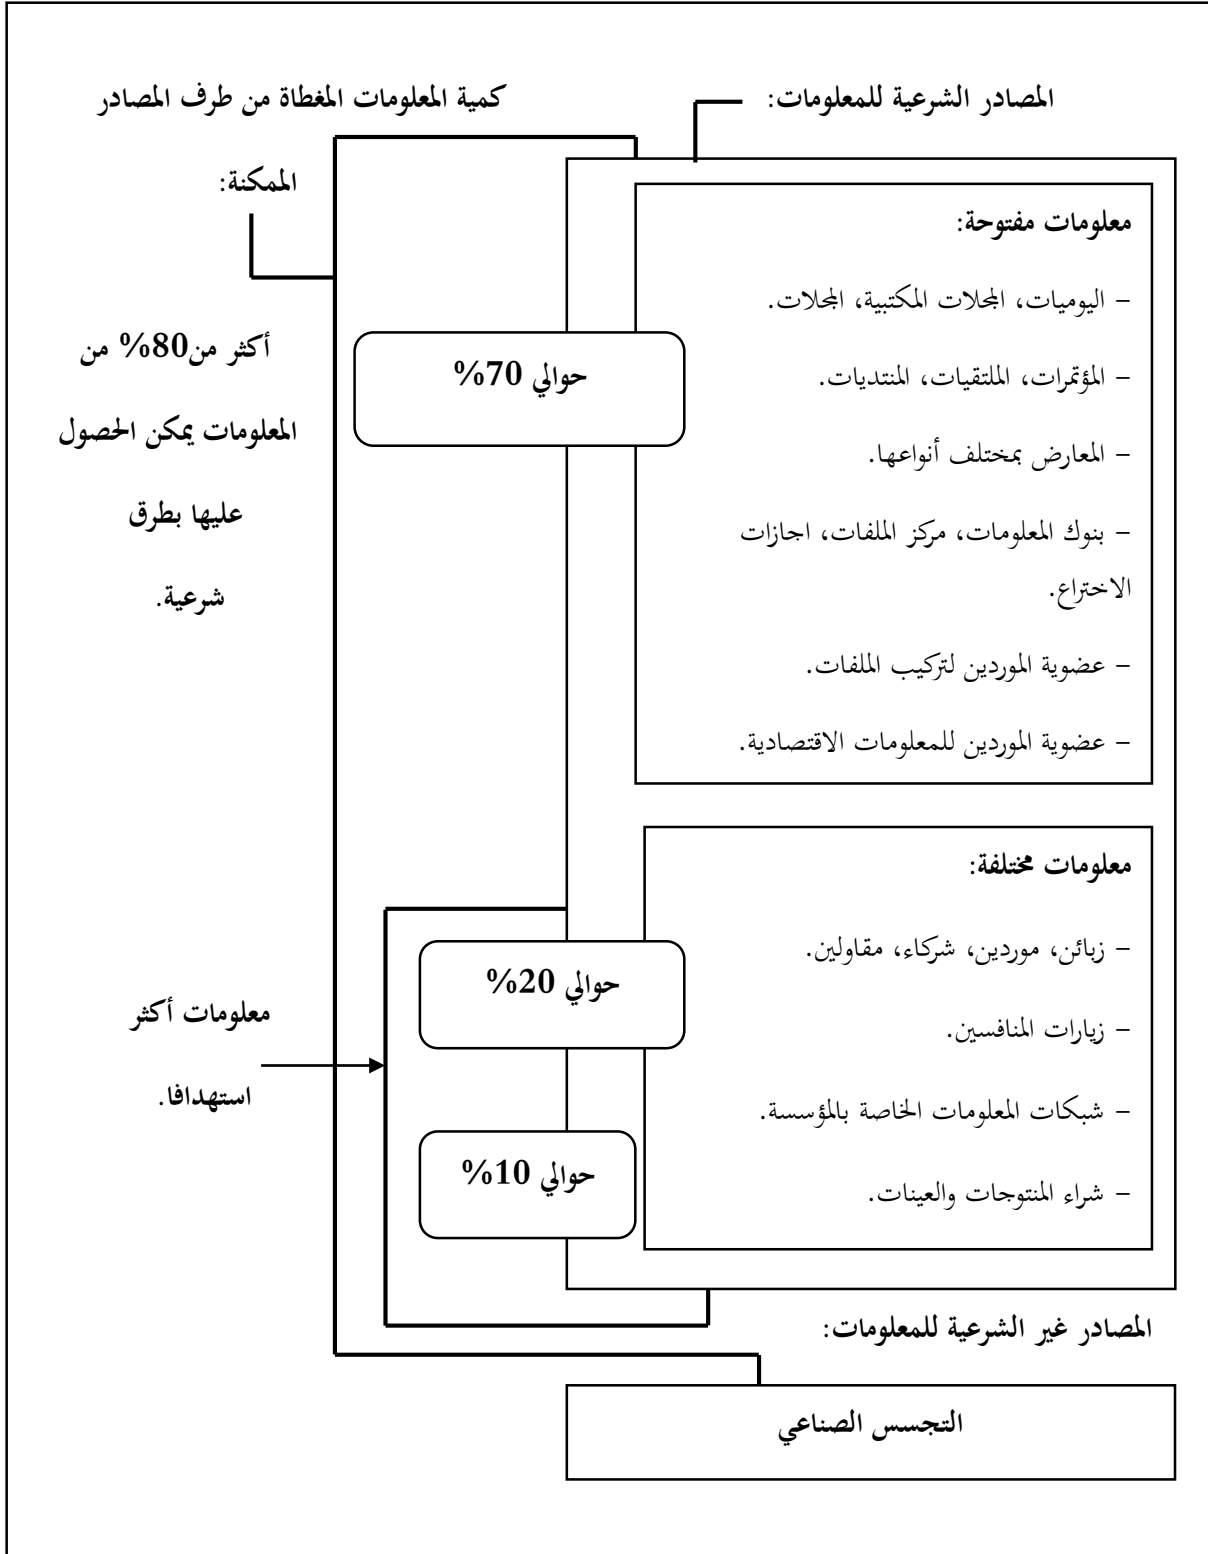 المصادر الشرعية للمعلومات:
كمية المعلومات المغطاة من طرف المصادر
الممكنة:
معلومات مفتوحة:
– اليوميات، المجلات المكتبية، المجلات.
– المؤتمرات، الملتقيات، المنتديات.
– المعارض بمختلف أنواعها.
– بنوك المعلومات، مركز الملفات، اجازات
الاختراع.
– عضوية الموردين لتركيب الملفات.
– عضوية الموردين للمعلومات الاقتصادية.
حوالي 70%
أكثر من80% من
المعلومات يمكن الحصول
عليها بطرق
شرعية.
معلومات مختلفة:
– زبائن، موردين، شركاء، مقاولين.
– زيارات المنافسين.
– شبكات المعلومات الخاصة بالمؤسسة.
– شراء المنتوجات والعينات.
حوالي 20%
حوالي 10%
معلومات أكثر
استهدافا.
المصادر غير الشرعية للمعلومات:
التجسس الصناعي